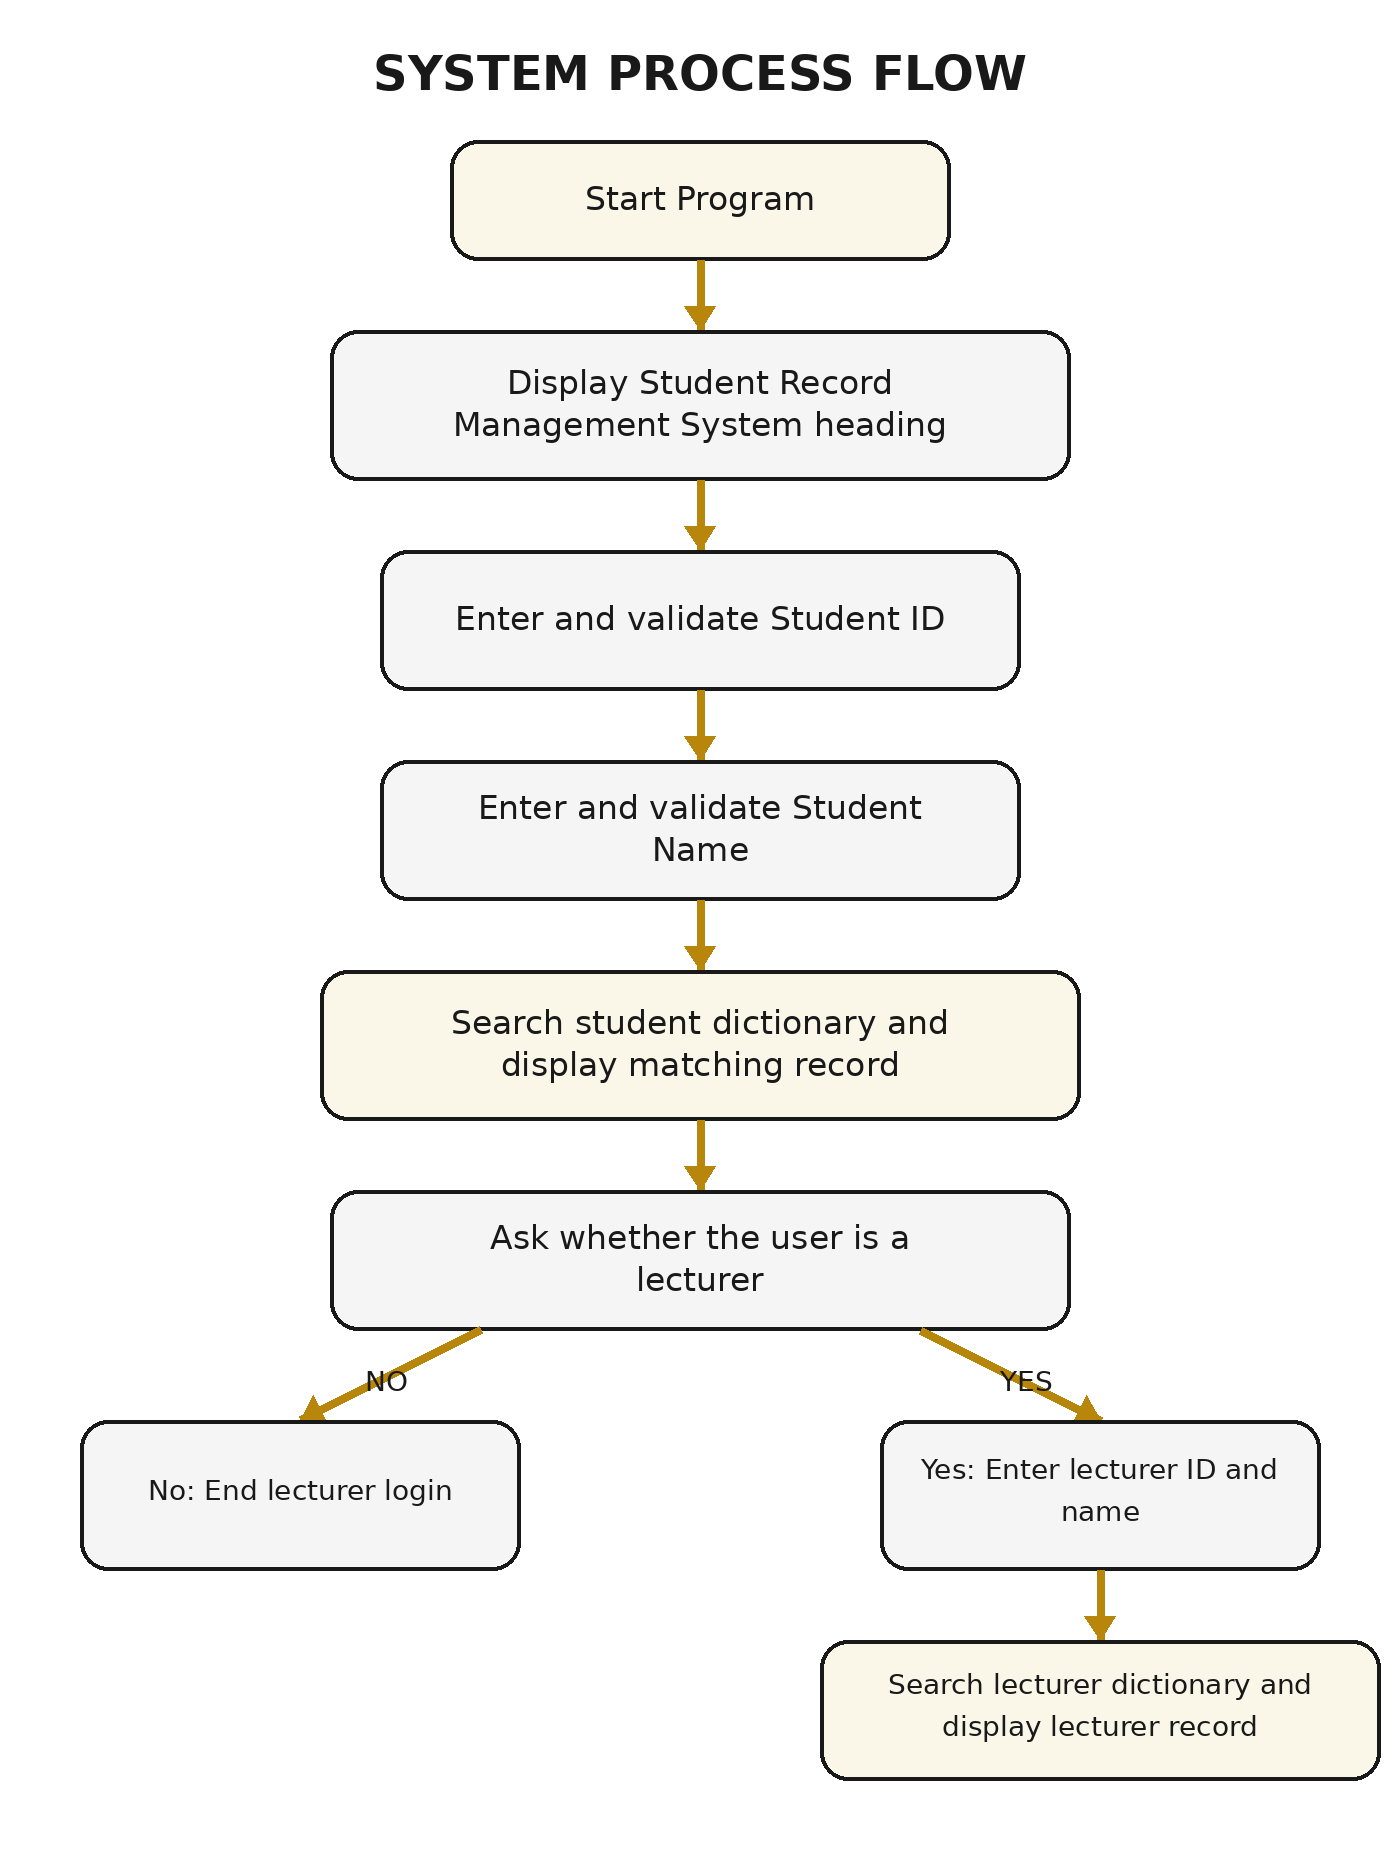 SYSTEM PROCESS FLOW
Start Program
Display Student Record
Management System heading
Enter and validate Student ID
Enter and validate Student
Name
Search student dictionary and
display matching record
Ask whether the user is a
lecturer
NO
YES
No: End lecturer login
Yes: Enter lecturer ID and
name
Search lecturer dictionary and
display lecturer record